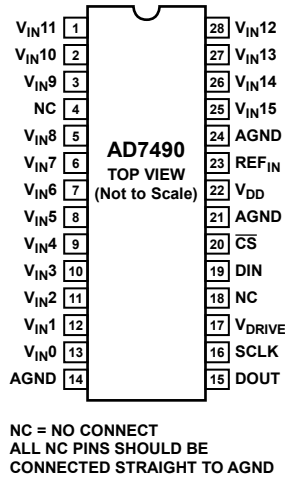 VIN11 1 28 VIN12
VIN10 2 27 VIN13
VIN9 3 26 VIN14
NC 4 25 VIN15
VIN8 5 24 AGND
AD7490
VIN7 6 23 REFIN
TOP VIEW
VIN6 7 22 VDD
(Not to Scale)
VIN5 8 21 AGND
VIN4 9 20 CS
VIN3 10 19 DIN
VIN2 11 18 NC
VIN1 12 17 VDRIVE
VIN0 13 16 SCLK
AGND 14 15 DOUT
NC = NO CONNECT
ALL NC PINS SHOULD BE
CONNECTED STRAIGHT TO AGND